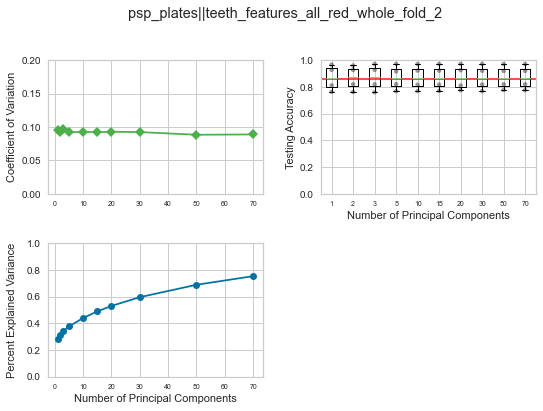 psp_plates||teeth_features_all_red_whole_fold_2
Coefficient of Variation
0.20
0.15
0.10
0.05
0.00
0 10 20 30 40 50 60 70
Testing Accuracy
1.0
0.8
0.6
0.4
0.2
0.0
1 2 3 5 10 15 20 30 50 70
Number of Principal Components
Percent Explained Variance
1.0
0.8
0.6
0.4
0.2
0.0
0 10 20 30 40 50 60 70
Number of Principal Components